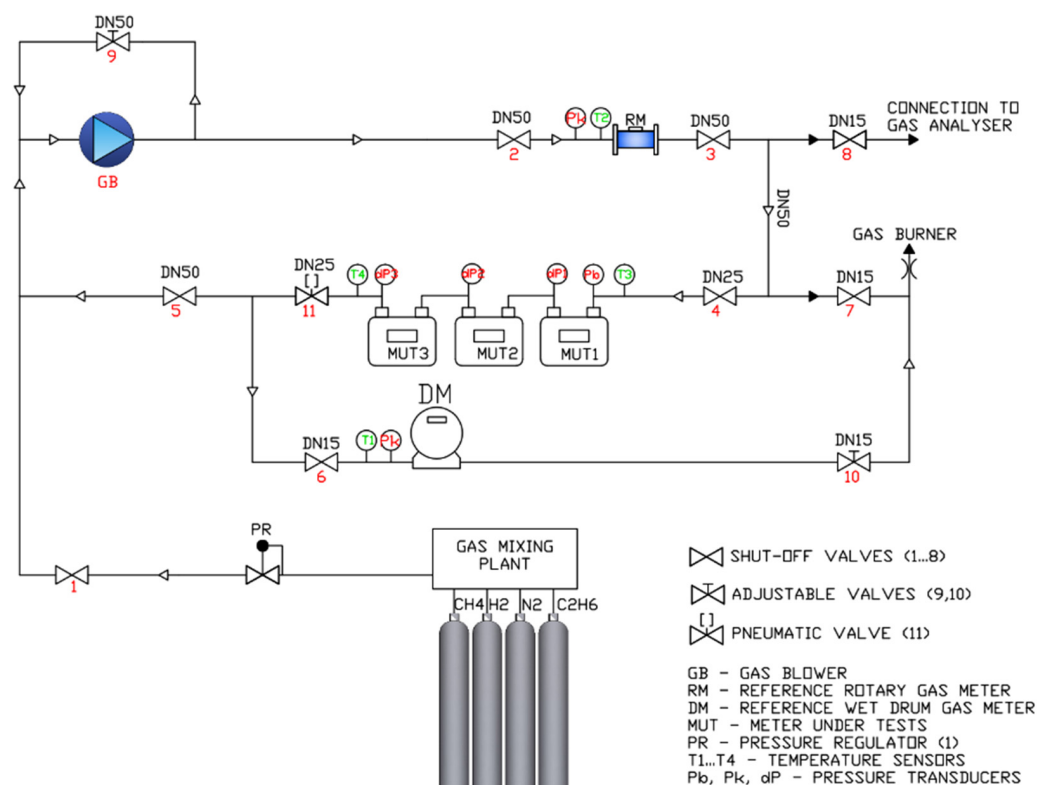 DN50
9
GB
DN50
2
Pk
T2
RM
DN50
3
DN15
8
CONNECTION TO
GAS ANALYSER
DN50
GAS BURNER
DN50
5
DN25
11
T4
dP3
dP2
dP1
Pb
T3
DN25
4
DN15
7
MUT3
MUT2
MUT1
DM
DN15
6
T1
Pk
DN15
10
PR
1
GAS MIXING
PLANT
CH4
H2
N2
C2H6
SHUT-OFF VALVES (1...8)
ADJUSTABLE VALVES (9,10)
PNEUMATIC VALVE (11)
GB - GAS BLOWER
RM - REFERENCE ROTARY GAS METER
DM - REFERENCE WET DRUM GAS METER
MUT - METER UNDER TESTS
PR - PRESSURE REGULATOR (1)
T1...T4 - TEMPERATURE SENSORS
Pb, Pk, dP - PRESSURE TRANSDUCERS